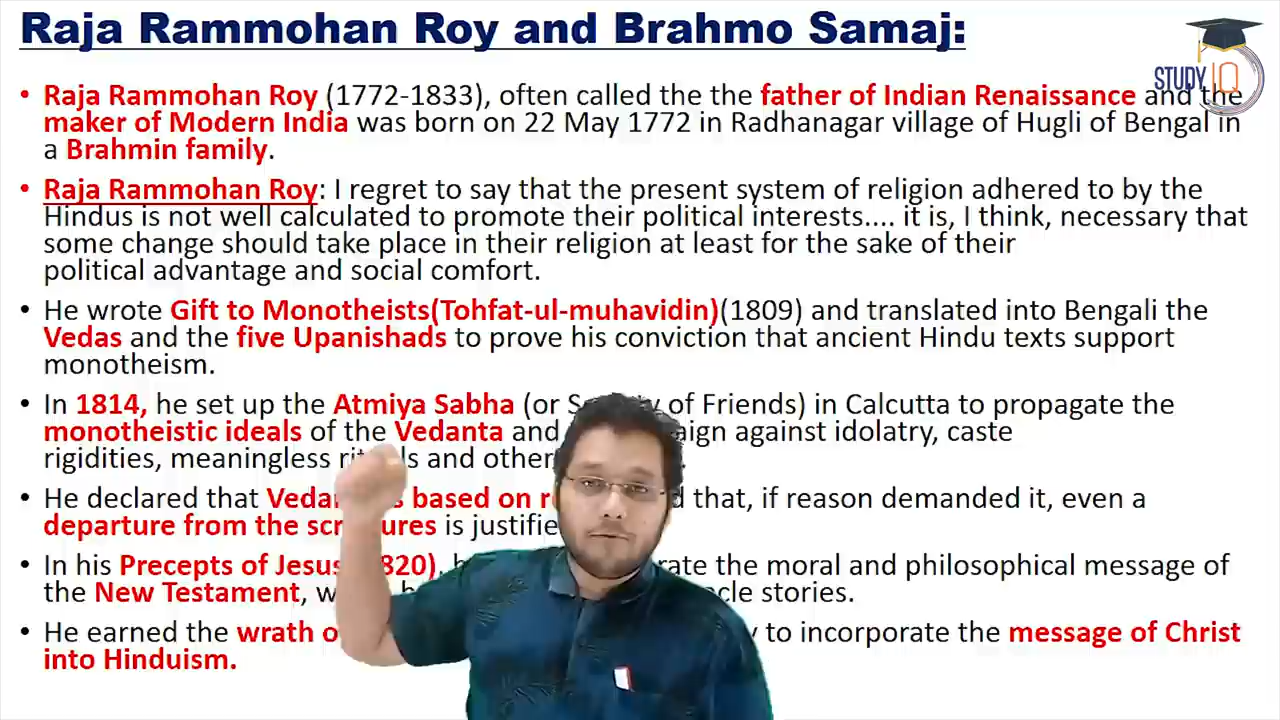 Raja Rammohan Roy and Brahmo Samaj:
STUDY IQ
• Raja Rammohan Roy (1772-1833), often called the the father of Indian Renaissance and the
maker of Modern India was born on 22 May 1772 in Radhanagar village of Hugli of Bengal in
a Brahmin family.
• Raja Rammohan Roy: I regret to say that the present system of religion adhered to by the
Hindus is not well calculated to promote their political interests.... it is, I think, necessary that
some change should take place in their religion at least for the sake of their
political advantage and social comfort.
• He wrote Gift to Monotheists(Tohfat-ul-muhavidin)(1809) and translated into Bengali the
Vedas and the five Upanishads to prove his conviction that ancient Hindu texts support
monotheism.
• In 1814, he set up the Atmiya Sabha (or of Friends) in Calcutta to propagate the
monotheistic ideals of the Vedanta and against idolatry, caste
rigidities, meaningless and other
• He declared that based on that, if reason demanded it, even a
departure from the is
• In his Precepts of Jesus the moral and philosophical message of
the New Testament, stories.
• He earned the wrath to incorporate the message of Christ
into Hinduism.